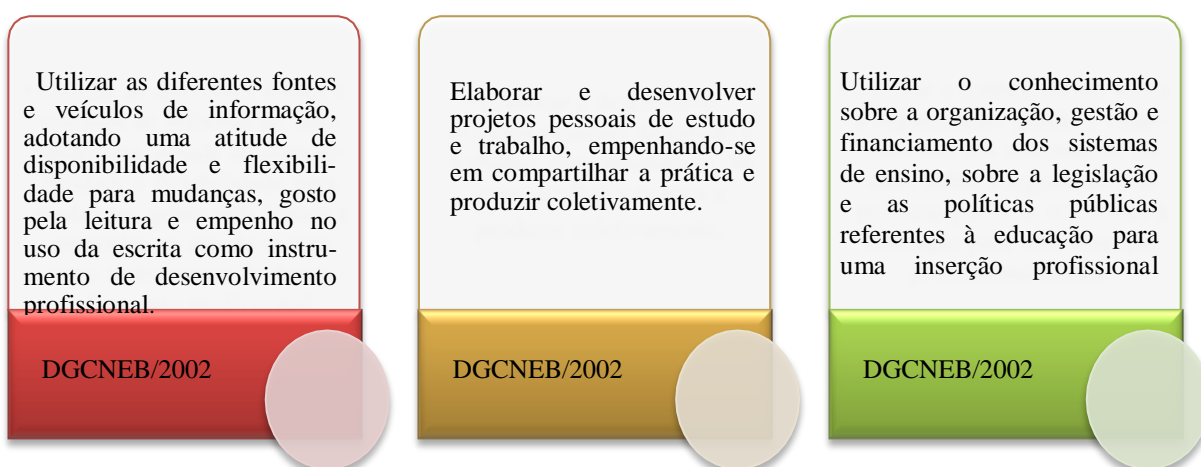 Utilizar as diferentes fontes
e veículos de informação,
adotando uma atitude de
disponibilidade e flexibili-
dade para mudanças, gosto
pela leitura e empenho no
uso da escrita como instru-
mento de desenvolvimento
profissional.
DGCNEB/2002
Elaborar e desenvolver
projetos pessoais de estudo
e trabalho, empenhando-se
em compartilhar a prática e
produzir coletivamente.
DGCNEB/2002
Utilizar o conhecimento
sobre a organização, gestão e
financiamento dos sistemas
de ensino, sobre a legislação
e as políticas públicas
referentes à educação para
uma inserção profissional
DGCNEB/2002